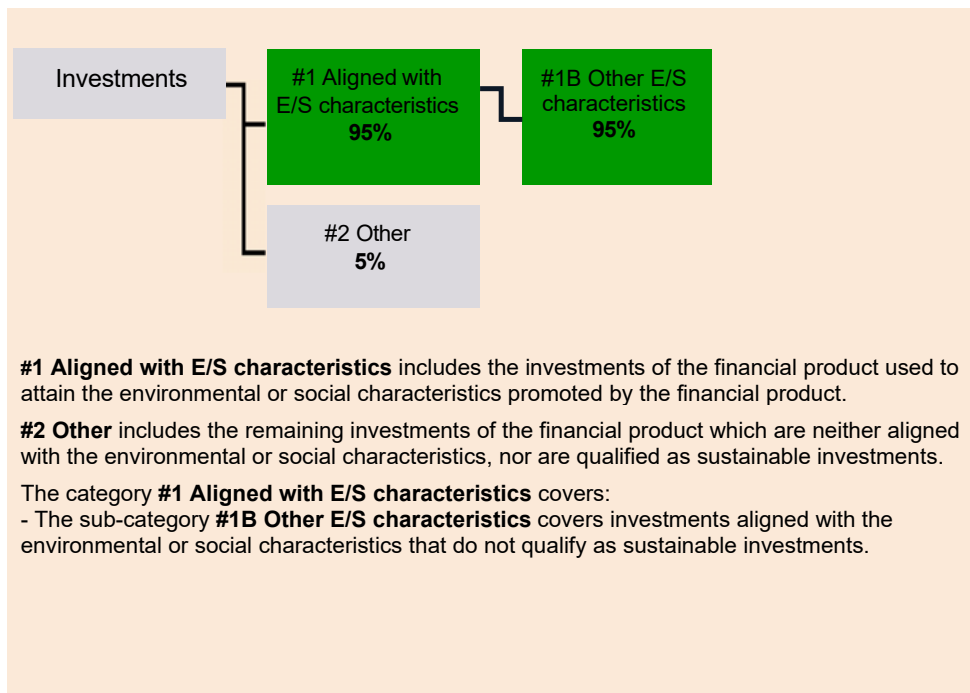 Investments
#1 Aligned with
E/S characteristics
95%
#1B Other E/S
characteristics
95%
#2 Other
5%
#1 Aligned with E/S characteristics includes the investments of the financial product used to
attain the environmental or social characteristics promoted by the financial product.
#2 Other includes the remaining investments of the financial product which are neither aligned
with the environmental or social characteristics, nor are qualified as sustainable investments.
The category #1 Aligned with E/S characteristics covers:
- The sub-category #1B Other E/S characteristics covers investments aligned with the
environmental or social characteristics that do not qualify as sustainable investments.